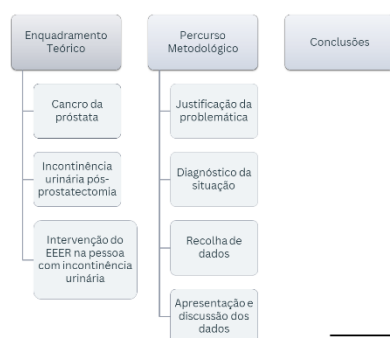 Enquadramento
Teórico
Cancro da
próstata
Incontinência
urinária pós-
prostatectomia
Intervenção do
EEER na pessoa
com incontinência
urinária
Percurso
Metodológico
Justificação da
problemática
Diagnóstico da
situação
Recolha de
dados
Apresentação e
discussão dos
dados
Conclusões